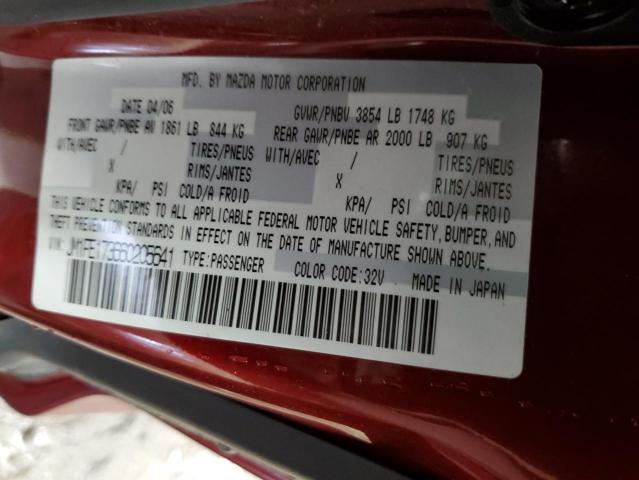 MFD. BY MAZDA MOTOR CORPORATION
DATE 04/06 GVWR/PNBV 3854 LB 1748 KG
FRONT GAWR/PNBE AV 1861 LB 844 KG REAR GAWR/PNBE AR 2000 LB 907 KG
WITH/AVEC / TIRES/PNEUS WITH/AVEC / TIRES/PNEUS
X RIMS/JANTES X RIMS/JANTES
KPA/ PSI COLD/A FROID KPA/ PSI COLD/A FROID
THIS VEHICLE CONFORMS TO ALL APPLICABLE FEDERAL MOTOR VEHICLE SAFETY, BUMPER, AND
THEFT PREVENTION STANDARDS IN EFFECT ON THE DATE OF MANUFACTURE SHOWN ABOVE.
VIN: TYPE:PASSENGER COLOR CODE:32V MADE IN JAPAN